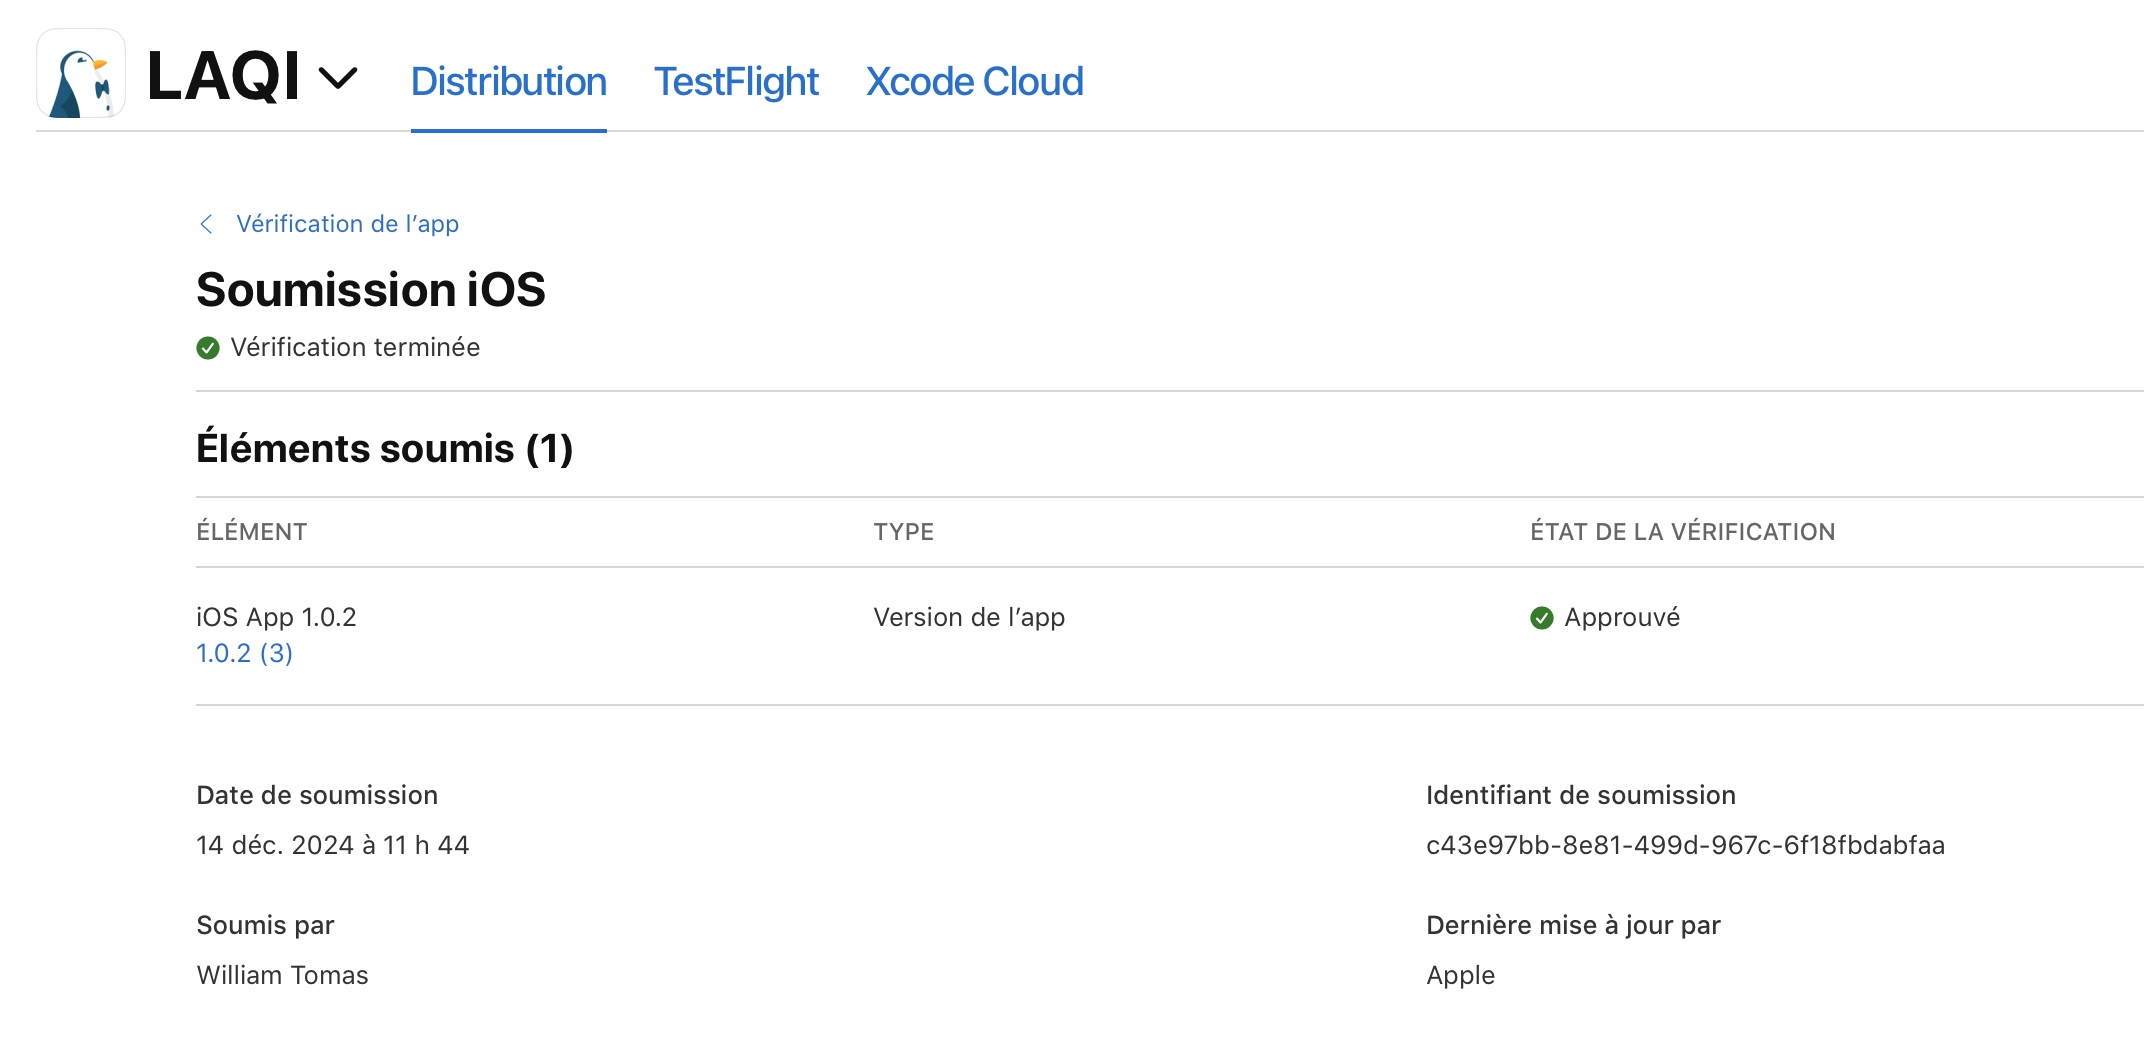 LAQI Distribution TestFlight Xcode Cloud
Vérification de l’app
Soumission iOS
Vérification terminée
Éléments soumis (1)
ÉLÉMENT TYPE ÉTAT DE LA VÉRIFICATION
iOS App 1.0.2 Version de l’app Approuvé
1.0.2 (3)
Date de soumission Identifiant de soumission
14 déc. 2024 à 11 h 44 c43e97bb-8e81-499d-967c-6f18fbdabfaa
Soumis par Dernière mise à jour par
William Tomas Apple